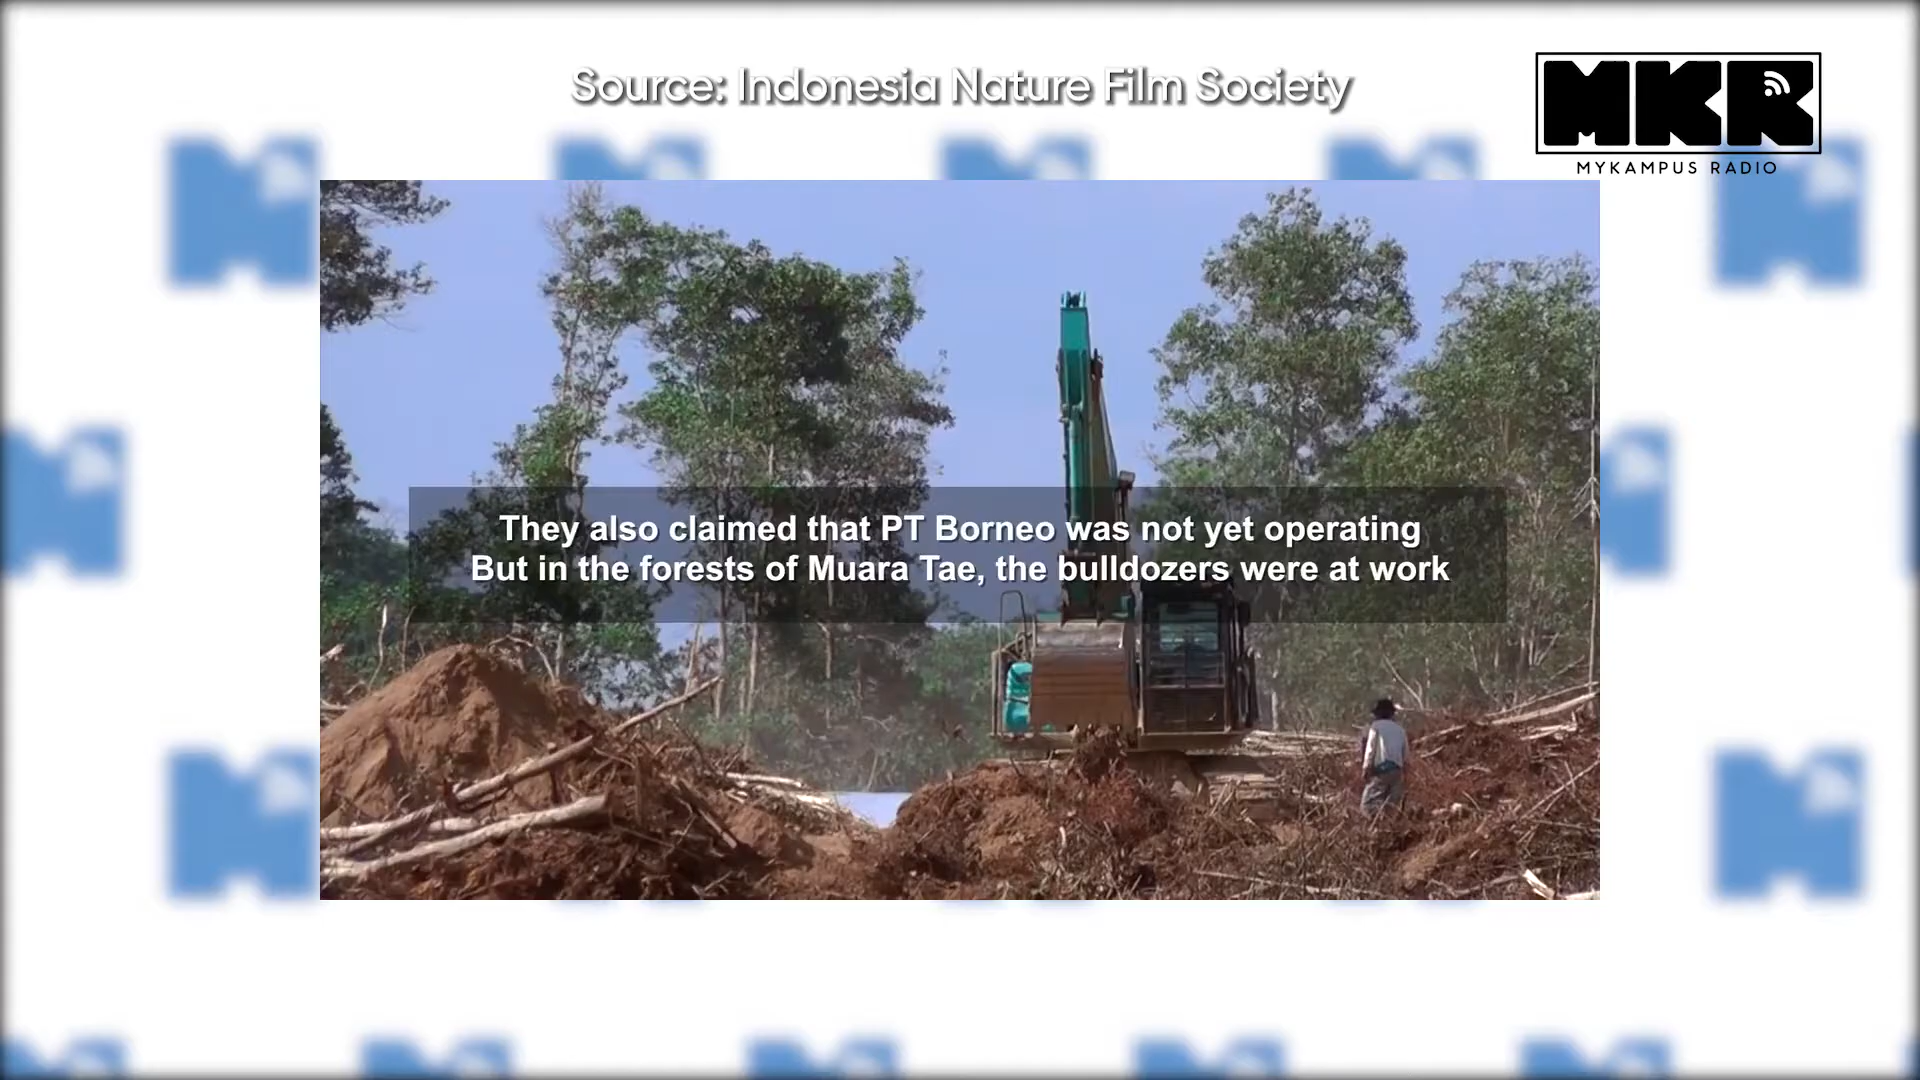 Source: Indonesia Nature Film Society
MKR
MYKAMPUS RADIO
They also claimed that PT Borneo was not yet operating
But in the forests of Muara Tae, the bulldozers were at work